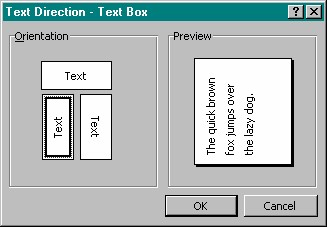 Text Direction - Text Box
Orientation
Text
Text
Text
Preview
The quick brown
fox jumps over
the lazy dog.
OK
Cancel